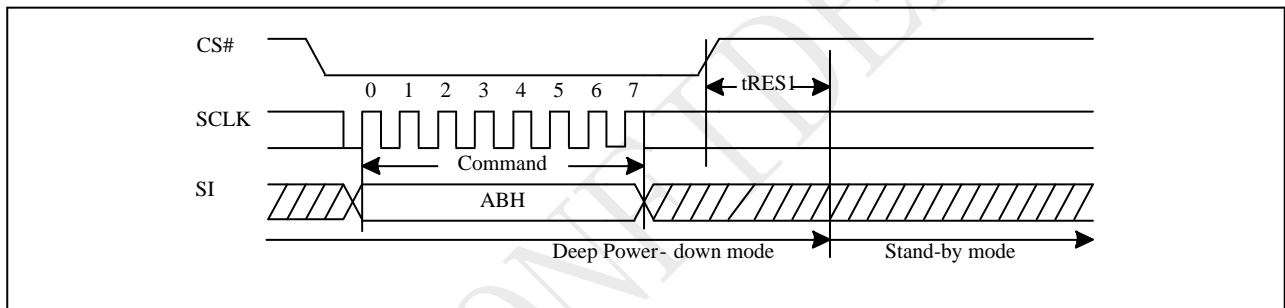 CS#
tRES1
0 1 2 3 4 5 6 7
SCLK
Command
SI
ABH
Deep Power- down mode Stand-by mode